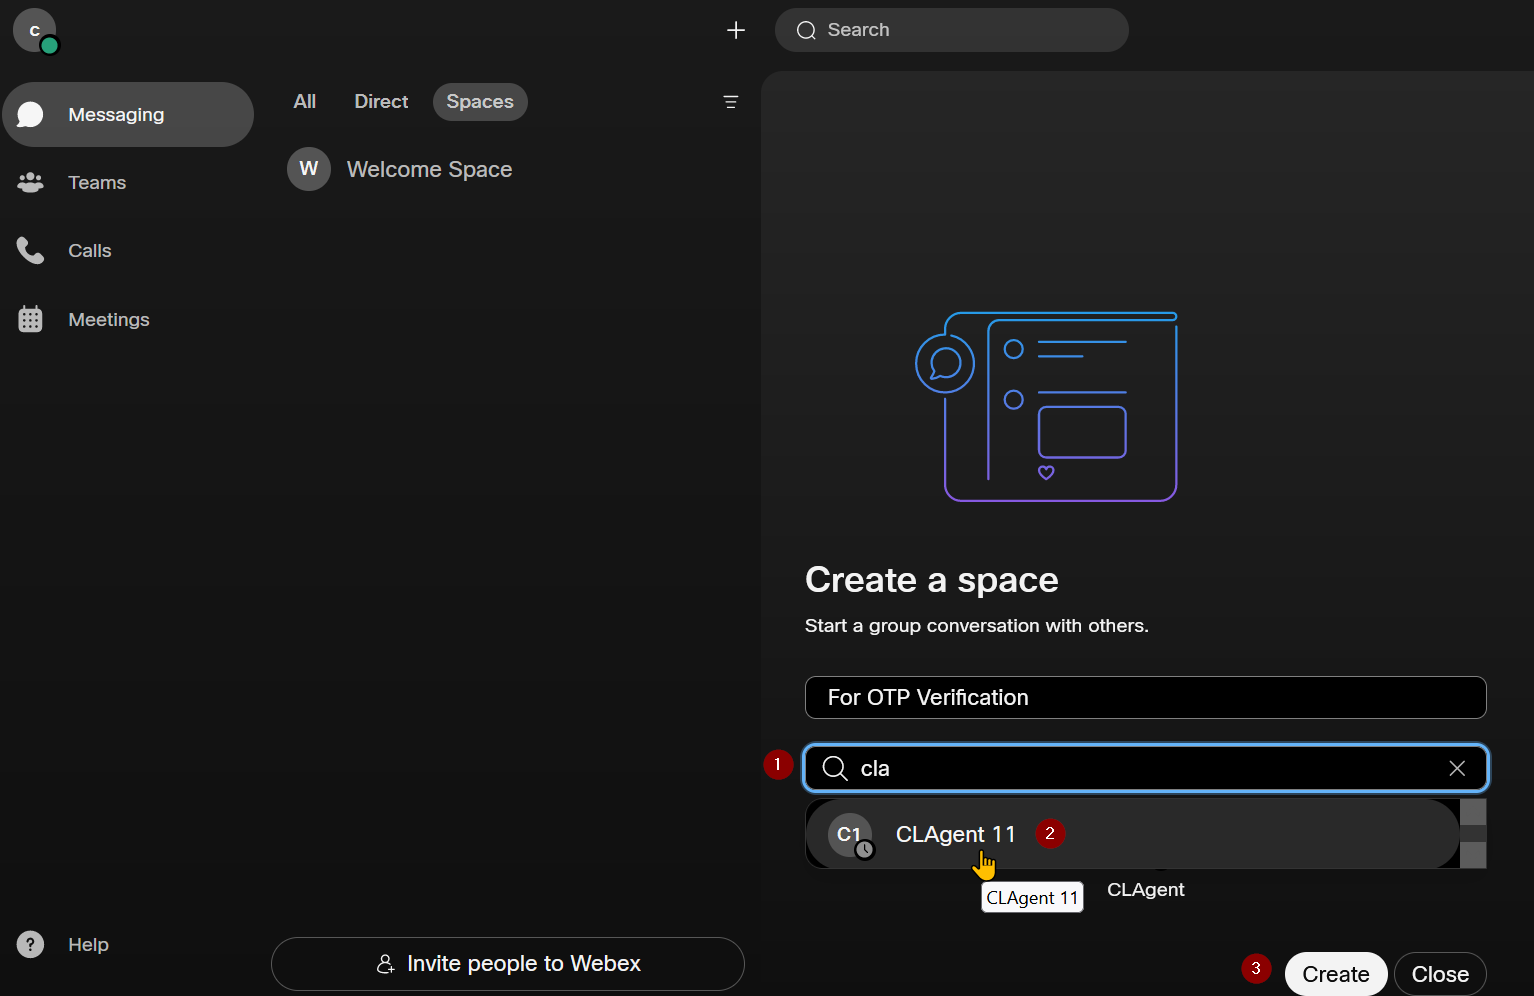 c
Search
All Direct Spaces
Messaging
W Welcome Space
Teams
Calls
Meetings
Create a space
Start a group conversation with others.
For OTP Verification
1 cla
C1 CLAgent 11 2
CLAgent 11
CLAgent
? Help
Invite people to Webex
3 Create Close